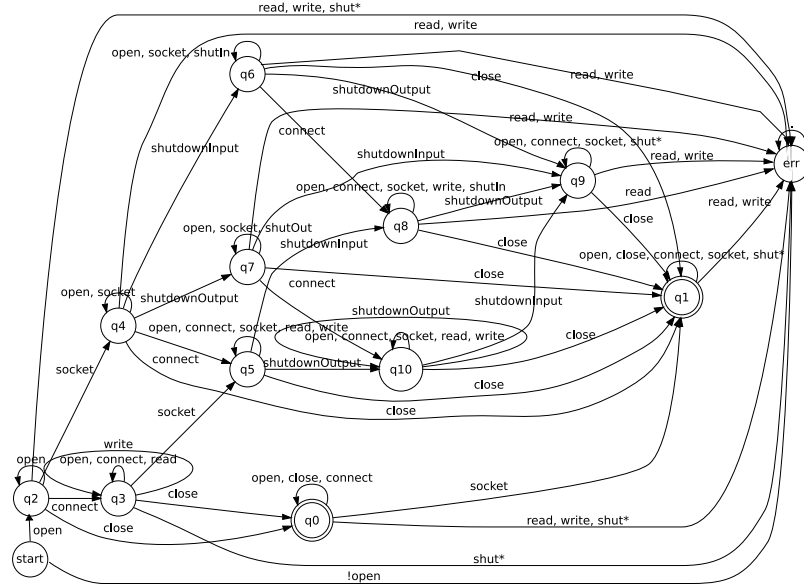 read, write, shut*
read, write
open, socket, shutIn
q6
read, write
close
shutdownOutput
read, write
connect
open, connect, socket, shut*
shutdownInput
shutdownInput
read, write
err
q9
open, connect, socket, write, shutIn
shutdownOutput
read
read, write
open, socket, shutOut
q8
close
shutdownInput
close
open, close, connect, socket, shut*
q7
close
connect
open, socket
shutdownOutput
q1
shutdownOutput
shutdownInput
q4
open, connect, socket, read, write
open, connect, socket, read, write
close
connect
shutdownOutput
socket
q5
q10
close
socket
close
write
open
open, connect, read
open, close, connect
socket
q2
connect
q3
close
q0
read, write, shut*
open
close
start
shut*
!open